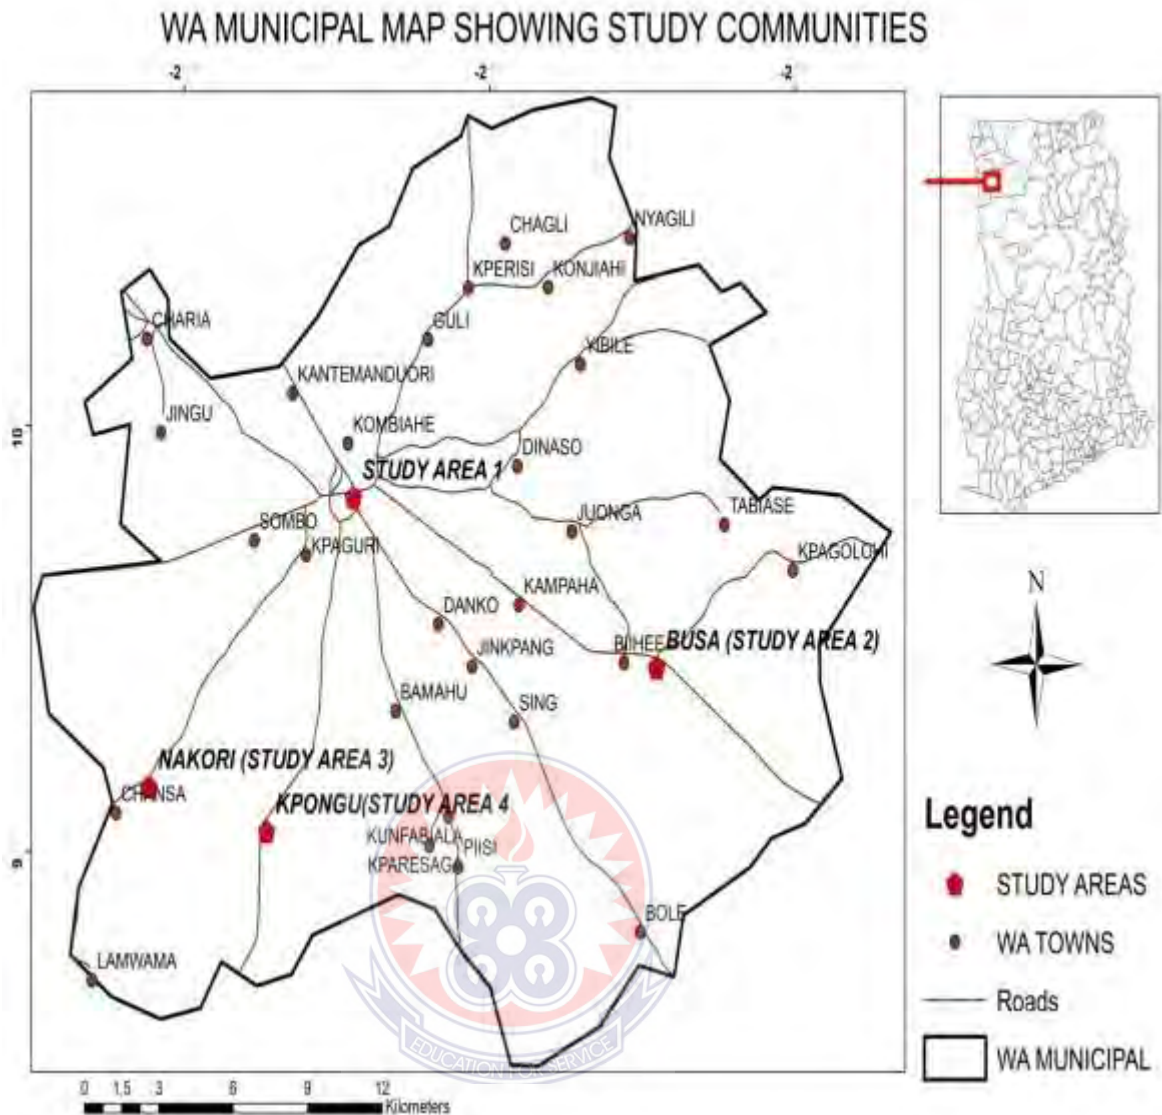 WA MUNICIPAL MAP SHOWING STUDY COMMUNITIES
-2 -2 -2
CHAGLI
NYAGILI
KPERISI
KONJIAHI
CHARIA
GULI
YIBILE
KANTEMANDUORI
JINGU
10
KOMBIAHE
DINASO
STUDY AREA 1
TABIASE
SOMBO
JUONGA
KPAGURI
KPAGOLOHI
KAMPAHA
N
DANKO
BIIHEE
BUSA (STUDY AREA 2)
JINKPANG
BAMAHU
SING
NAKORI (STUDY AREA 3)
CHANSA
KPONGU(STUDY AREA 4
KUNFABIALA
PIISI
9
KPARESAG
BOLE
LAMWAMA
EDUCATION FOR SERVICE
0 1.5 3 6 9 12
Kilometers
Legend
STUDY AREAS
WA TOWNS
Roads
WA MUNICIPAL